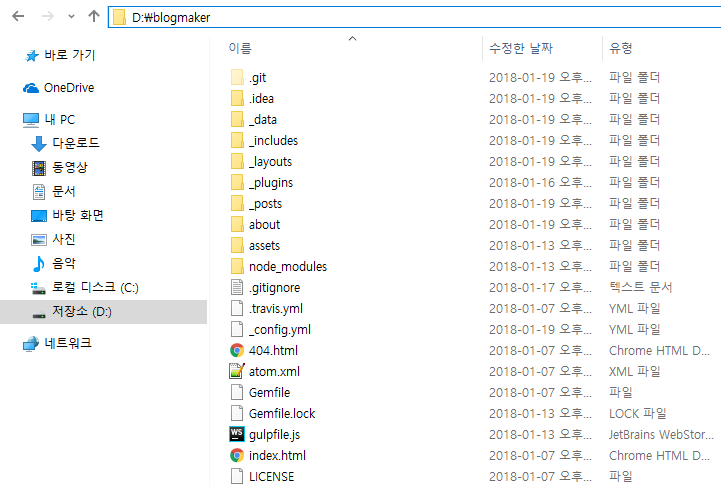 D:₩blogmaker
바로 가기
OneDrive
내 PC
다운로드
동영상
문서
바탕 화면
사진
음악
로컬 디스크 (C:)
저장소 (D:)
네트워크
이름 수정한 날짜 유형
.git 2018-01-19 오후... 파일 폴더
.idea 2018-01-19 오후... 파일 폴더
_data 2018-01-19 오후... 파일 폴더
_includes 2018-01-19 오후... 파일 폴더
_layouts 2018-01-19 오후... 파일 폴더
_plugins 2018-01-16 오후... 파일 폴더
_posts 2018-01-19 오후... 파일 폴더
about 2018-01-19 오후... 파일 폴더
assets 2018-01-13 오후... 파일 폴더
node_modules 2018-01-13 오후... 파일 폴더
.gitignore 2018-01-17 오후... 텍스트 문서
.travis.yml 2018-01-07 오후... YML 파일
_config.yml 2018-01-19 오후... YML 파일
404.html 2018-01-07 오후... Chrome HTML D...
atom.xml 2018-01-07 오후... XML 파일
Gemfile 2018-01-07 오후... 파일
Gemfile.lock 2018-01-13 오후... LOCK 파일
WS gulpfile.js 2018-01-13 오후... JetBrains WebStor...
index.html 2018-01-07 오후... Chrome HTML D...
LICENSE 2018-01-07 오후... 파일